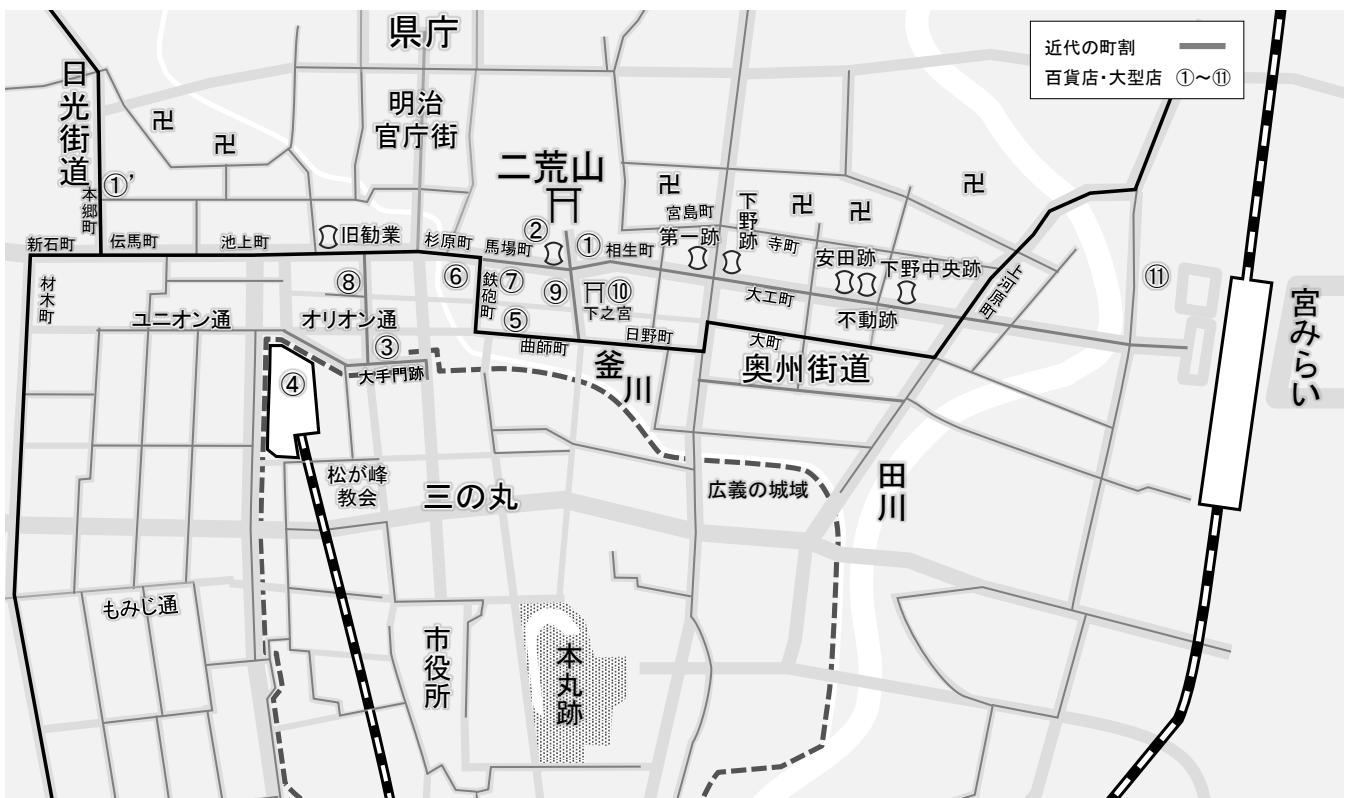 県庁
近代の町割
百貨店・大型店 ①～⑪
日光街道
明治
官庁街
卍
卍
二荒山
①’
本郷町
卍
宮島町
下野跡
卍
卍
卍
新石町
伝馬町
池上町
旧勧業
杉原町
馬場町
②
①
相生町
第一跡
寺町
安田跡
下野中央跡
上河原町
⑪
宮みらい
材木町
⑧
⑥
鉄砲町
⑦
⑨
⑩
下之宮
大工町
不動跡
ユニオン通
オリオン通
⑤
③
曲師町
日野町
大町
大手門跡
釜川
奥州街道
④
松が峰
教会
三の丸
広義の城域
田川
もみじ通
市役所
本丸跡